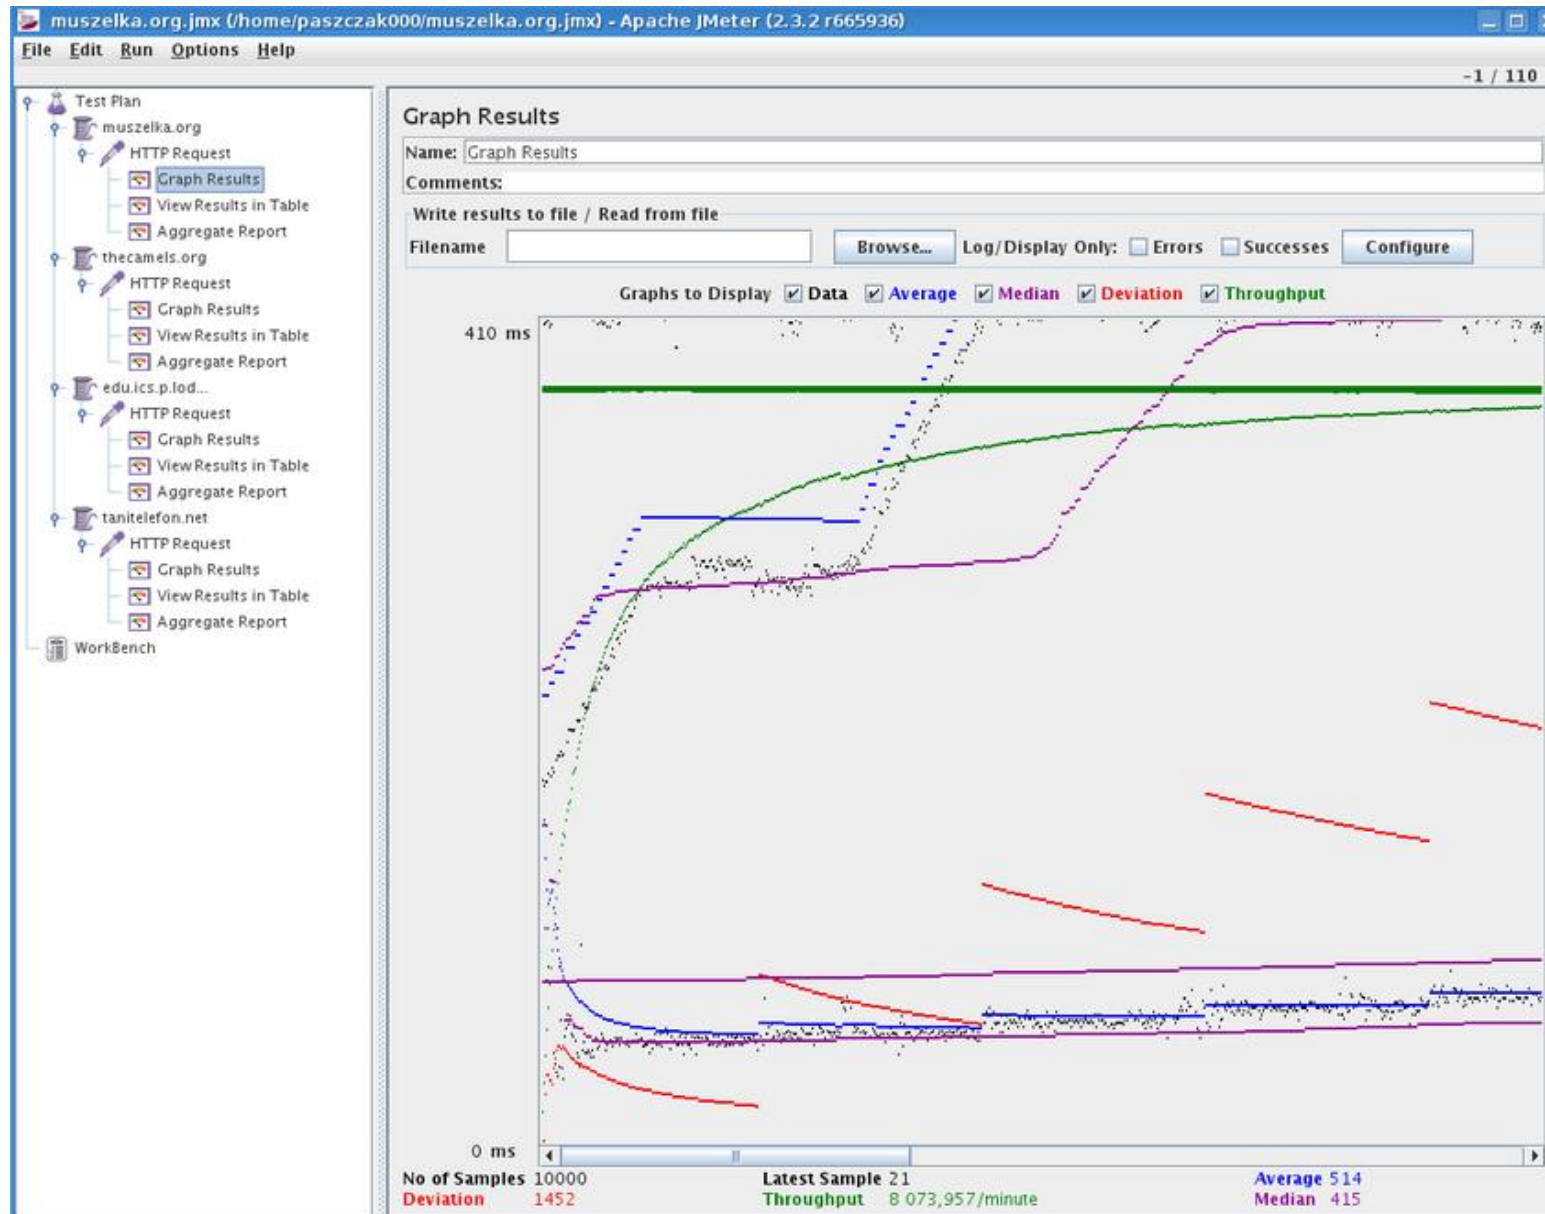 muszelka.org.jmx (/home/paszczak000/muszelka.org.jmx) - Apache JMeter (2.3.2 r665936)
File Edit Run Options Help
-1 / 110
Test Plan
muszelka.org
HTTP Request
Graph Results
View Results in Table
Aggregate Report
thecamels.org
HTTP Request
Graph Results
View Results in Table
Aggregate Report
edu.ics.p.lod...
HTTP Request
Graph Results
View Results in Table
Aggregate Report
tanitelefon.net
HTTP Request
Graph Results
View Results in Table
Aggregate Report
WorkBench
Graph Results
Name: Graph Results
Comments:
Write results to file / Read from file
Filename Browse... Log/Display Only: Errors Successes Configure
Graphs to Display Data Average Median Deviation Throughput
410 ms
0 ms
No of Samples 10000 Latest Sample 21 Average 514
Deviation 1452 Throughput 8 073,957/minute Median 415